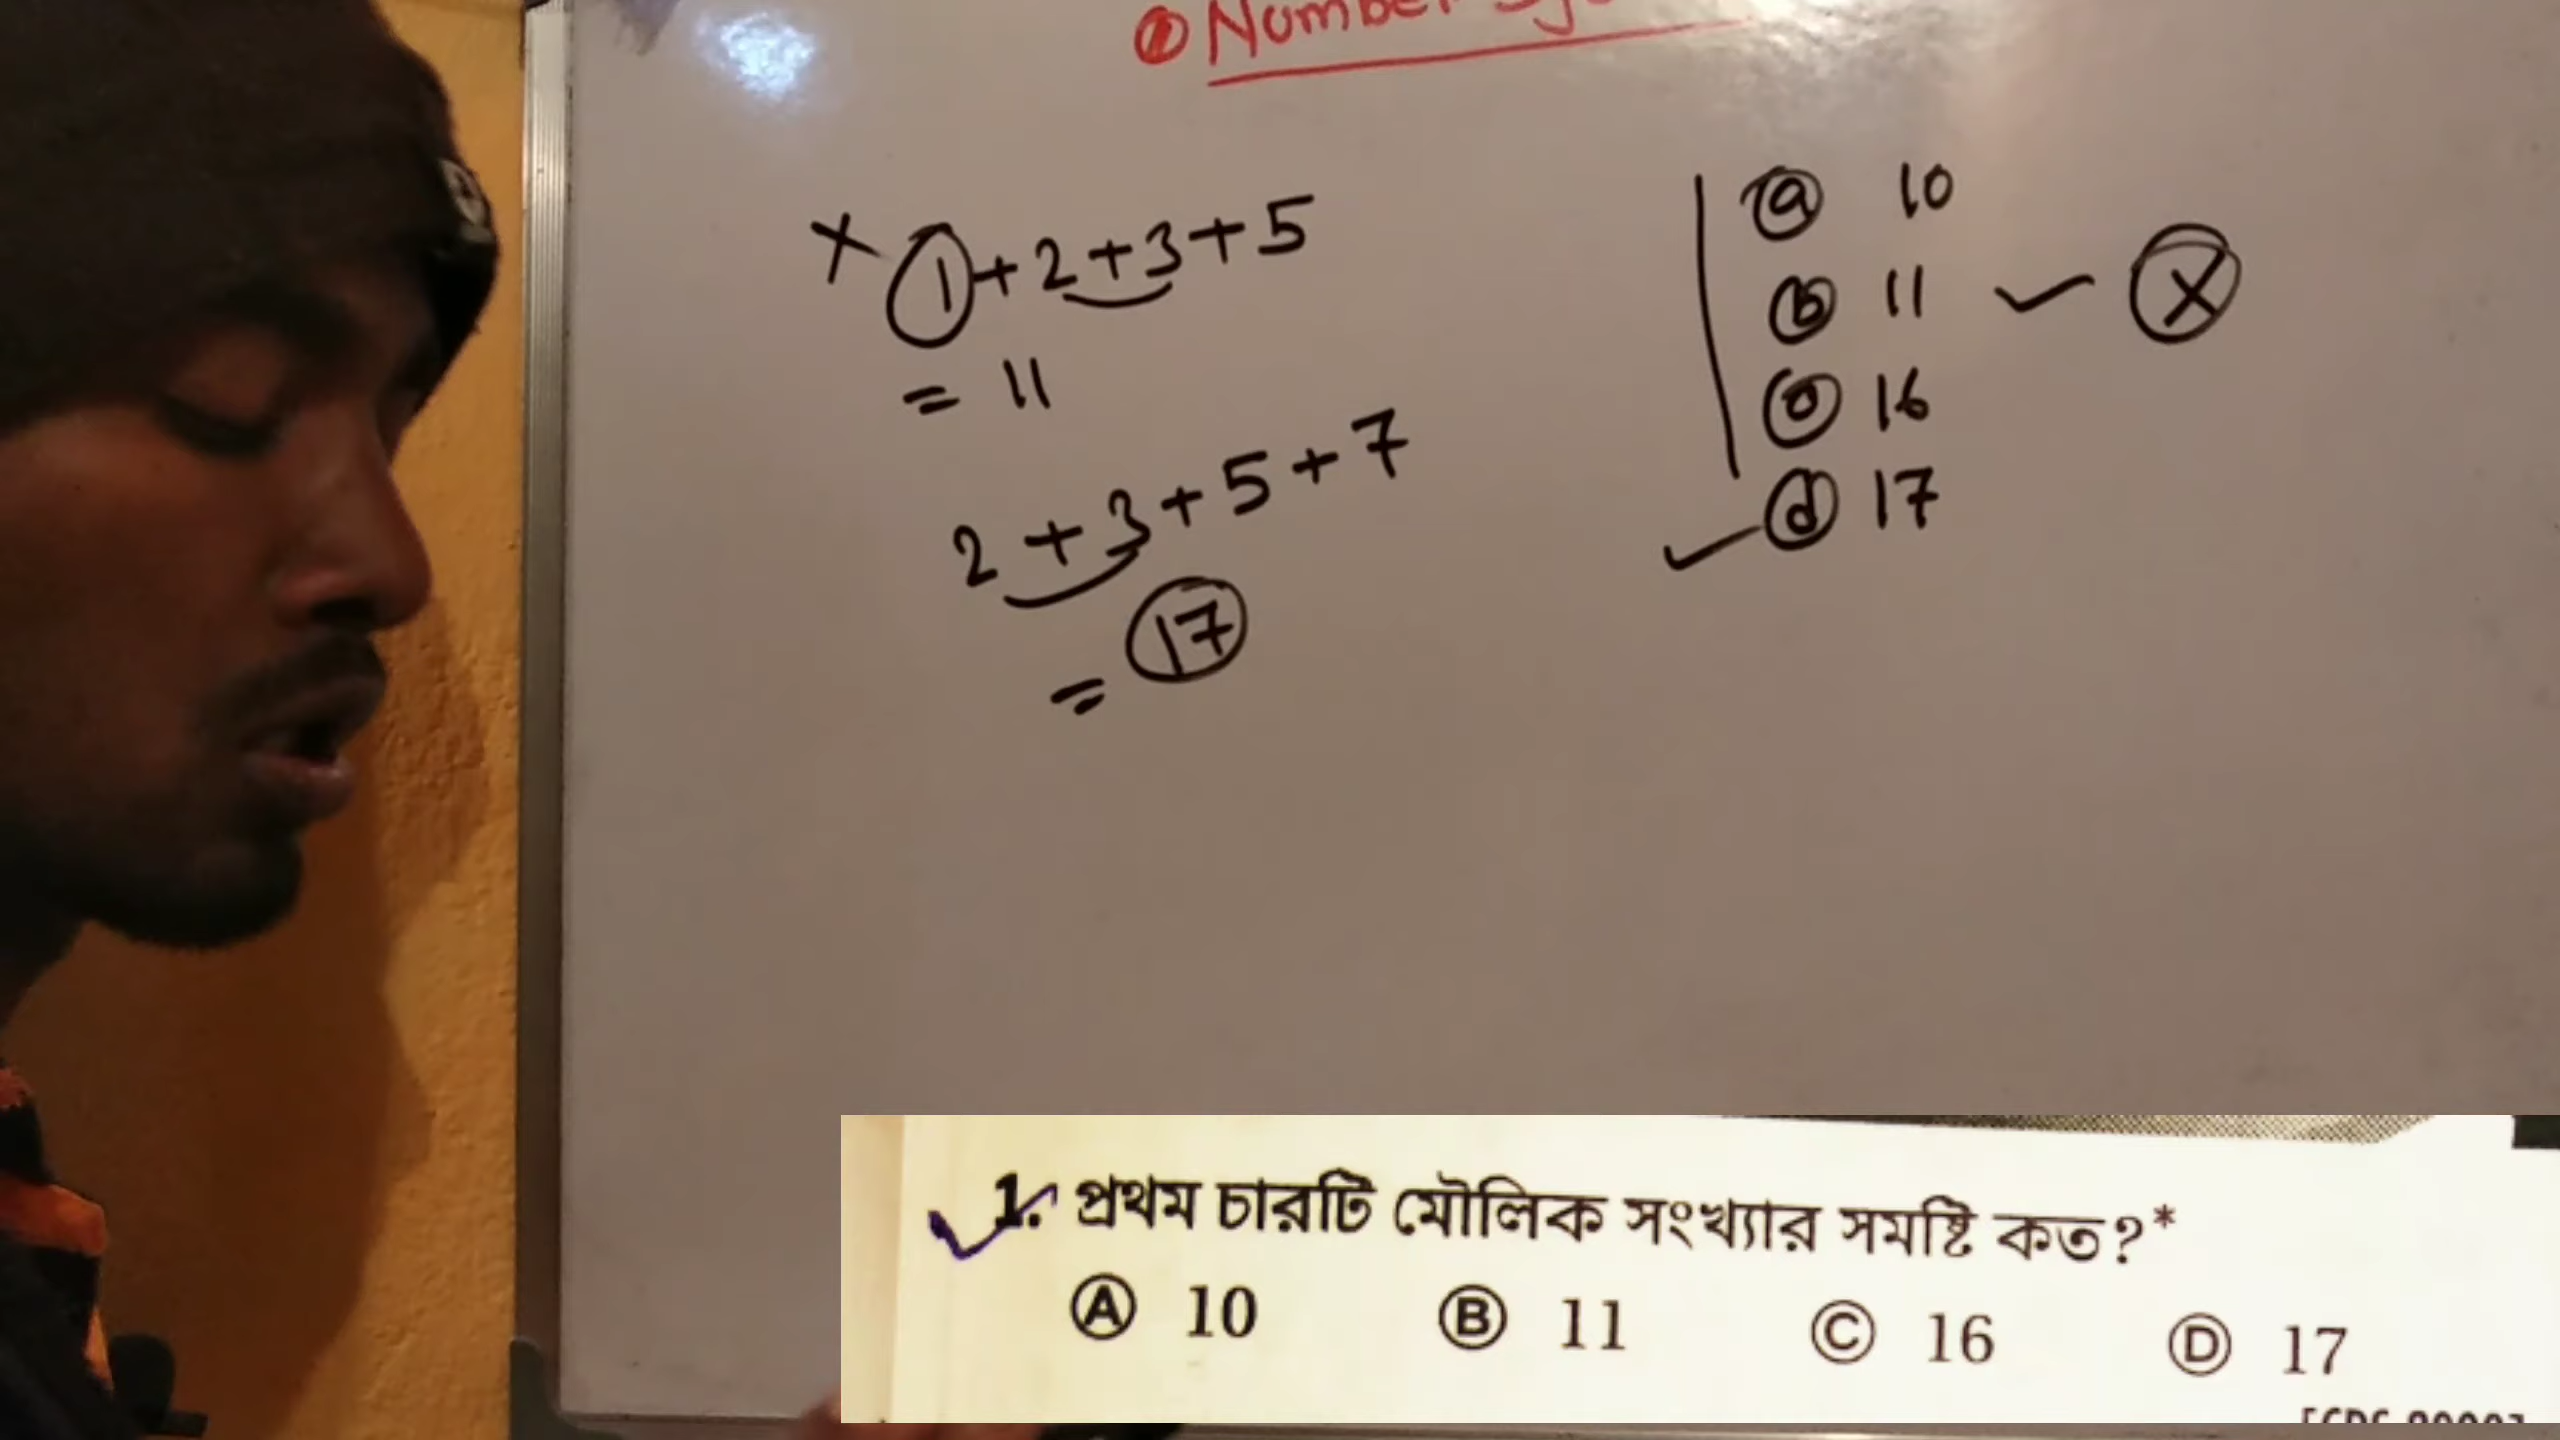 Number
× 1 + 2 + 3 + 5
= 11
2 + 3 + 5 + 7
= 17
a 10
b 11 ✓ ×
c 16
✓ d 17
1. প্রথম চারটি মৌলিক সংখ্যার সমষ্টি কত?*
A 10 B 11 C 16 D 17